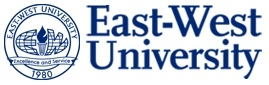 EAST-WEST UNIVERSITY
Excellence and Service
1980
East-West
University